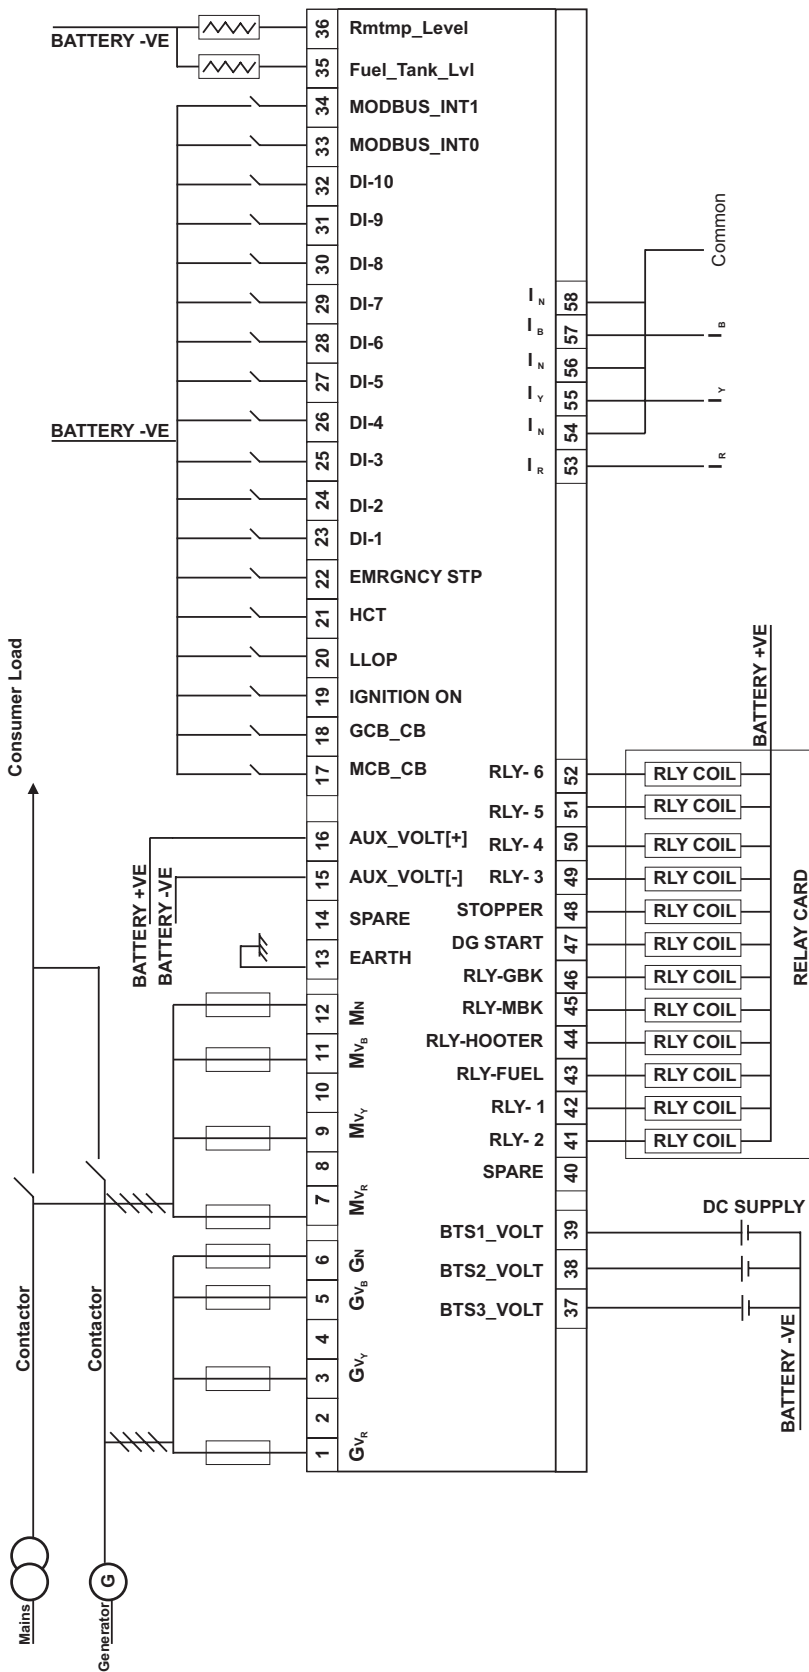 BATTERY -VE
36 Rmtmp_Level
35 Fuel_Tank_Lvl
34 MODBUS_INT1
33 MODBUS_INT0
32 DI-10
31 DI-9
30 DI-8
29 DI-7
28 DI-6
27 DI-5
BATTERY -VE
26 DI-4
25 DI-3
24 DI-2
23 DI-1
22 EMRGNCY STP
21 HCT
20 LLOP
19 IGNITION ON
18 GCB_CB
17 MCB_CB
16 AUX_VOLT[+]
15 AUX_VOLT[-]
14 SPARE
13 EARTH
BATTERY +VE
BATTERY -VE
12 MN
11 MVB
10
9 MVY
8
7 MVR
6 GN
5 GVB
4
3 GVY
2
1 GVR
Consumer Load
Contactor
Contactor
Mains
G
Generator
IN 58
IB 57
IN 56
IY 55
IN 54
IR 53
Common
IB
IY
IR
BATTERY +VE
RLY- 6 52 RLY COIL
RLY- 5 51 RLY COIL
RLY- 4 50 RLY COIL
RLY- 3 49 RLY COIL
STOPPER 48 RLY COIL
DG START 47 RLY COIL
RLY-GBK 46 RLY COIL
RLY-MBK 45 RLY COIL
RLY-HOOTER 44 RLY COIL
RLY-FUEL 43 RLY COIL
RLY- 1 42 RLY COIL
RLY- 2 41 RLY COIL
RELAY CARD
SPARE 40
DC SUPPLY
BTS1_VOLT 39
BTS2_VOLT 38
BTS3_VOLT 37
BATTERY -VE